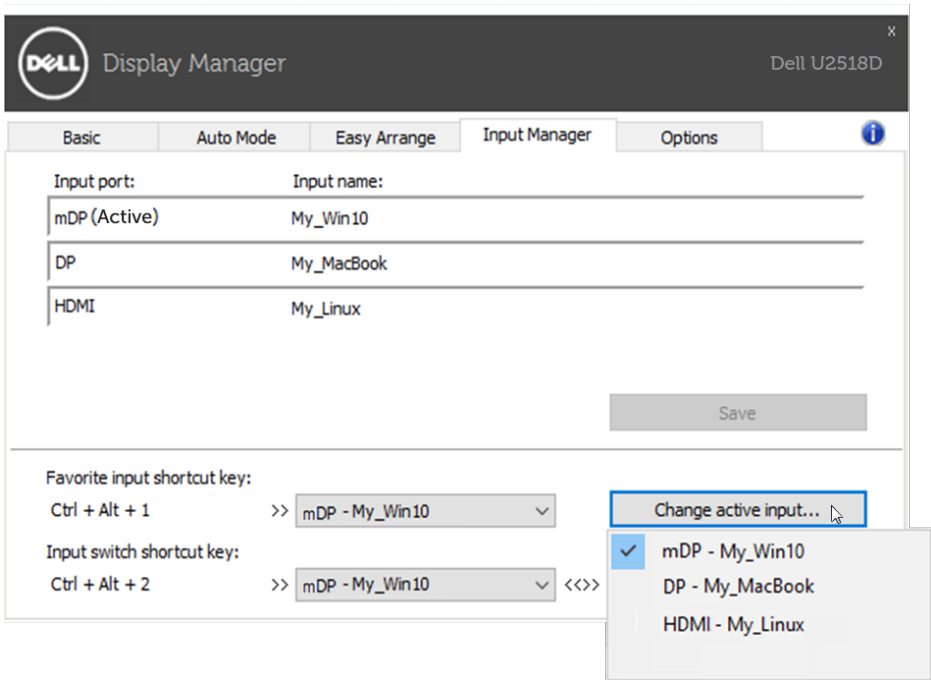 DELL Display Manager
x
Dell U2518D
Basic Auto Mode Easy Arrange Input Manager Options i
Input port: Input name:
mDP (Active) My_Win10
DP My_MacBook
HDMI My_Linux
Save
Favorite input shortcut key:
Ctrl + Alt + 1 >> mDP - My_Win10 Change active input...
Input switch shortcut key:
Ctrl + Alt + 2 >> mDP - My_Win10 <<>>
mDP - My_Win10
DP - My_MacBook
HDMI - My_Linux